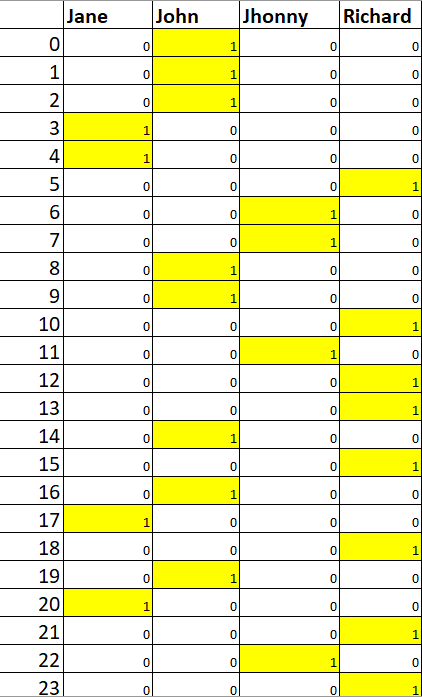 Jane John Jhonny Richard
0 0 1 0 0
1 0 1 0 0
2 0 1 0 0
3 1 0 0 0
4 1 0 0 0
5 0 0 0 1
6 0 0 1 0
7 0 0 1 0
8 0 1 0 0
9 0 1 0 0
10 0 0 0 1
11 0 0 1 0
12 0 0 0 1
13 0 0 0 1
14 0 1 0 0
15 0 0 0 1
16 0 1 0 0
17 1 0 0 0
18 0 0 0 1
19 0 1 0 0
20 1 0 0 0
21 0 0 0 1
22 0 0 1 0
23 0 0 0 1